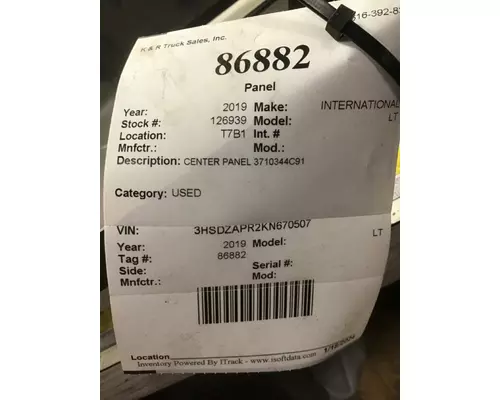 K & R Truck Sales, Inc.
86882
Panel
Year: 2019 Make: INTERNATIONAL
Stock #: 126939 Model: LT
Location: T7B1 Int. #
Mnfctr.: Mod.:
Description: CENTER PANEL 3710344C91
Category: USED
VIN: 3HSDZAPR2KN670507
Year: 2019 Model: LT
Tag #: 86882
Side: Serial #:
Mnfctr.: Mod:
Location
Inventory Powered By ITrack - www.isoftdata.com